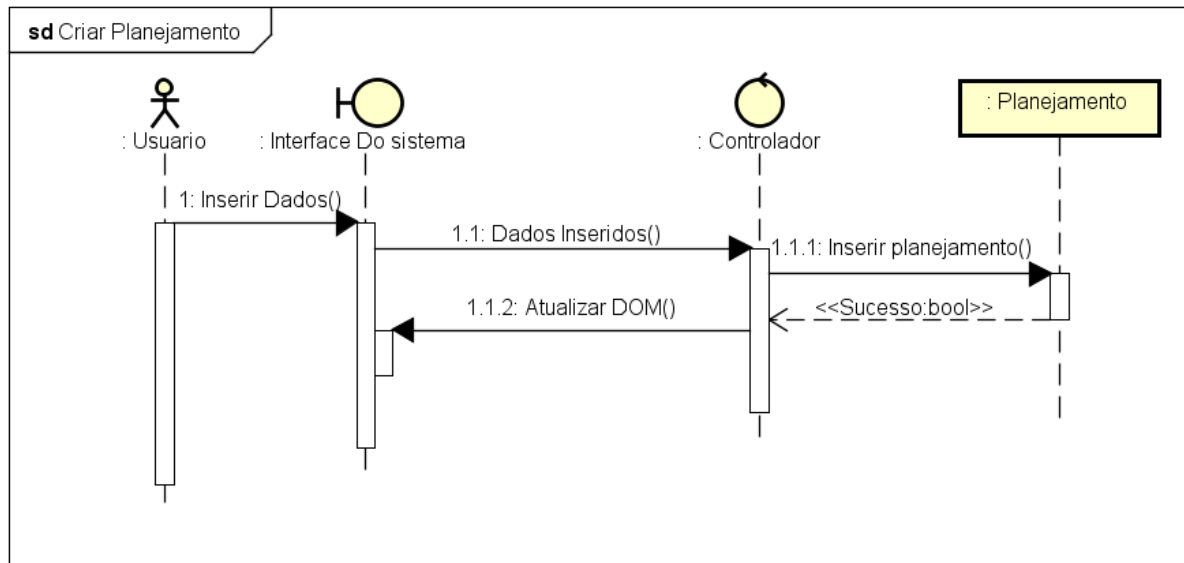 sd Criar Planejamento
: Usuario
: Interface Do sistema
: Controlador
: Planejamento
1: Inserir Dados()
1.1: Dados Inseridos()
1.1.1: Inserir planejamento()
1.1.2: Atualizar DOM()
<<Sucesso:bool>>